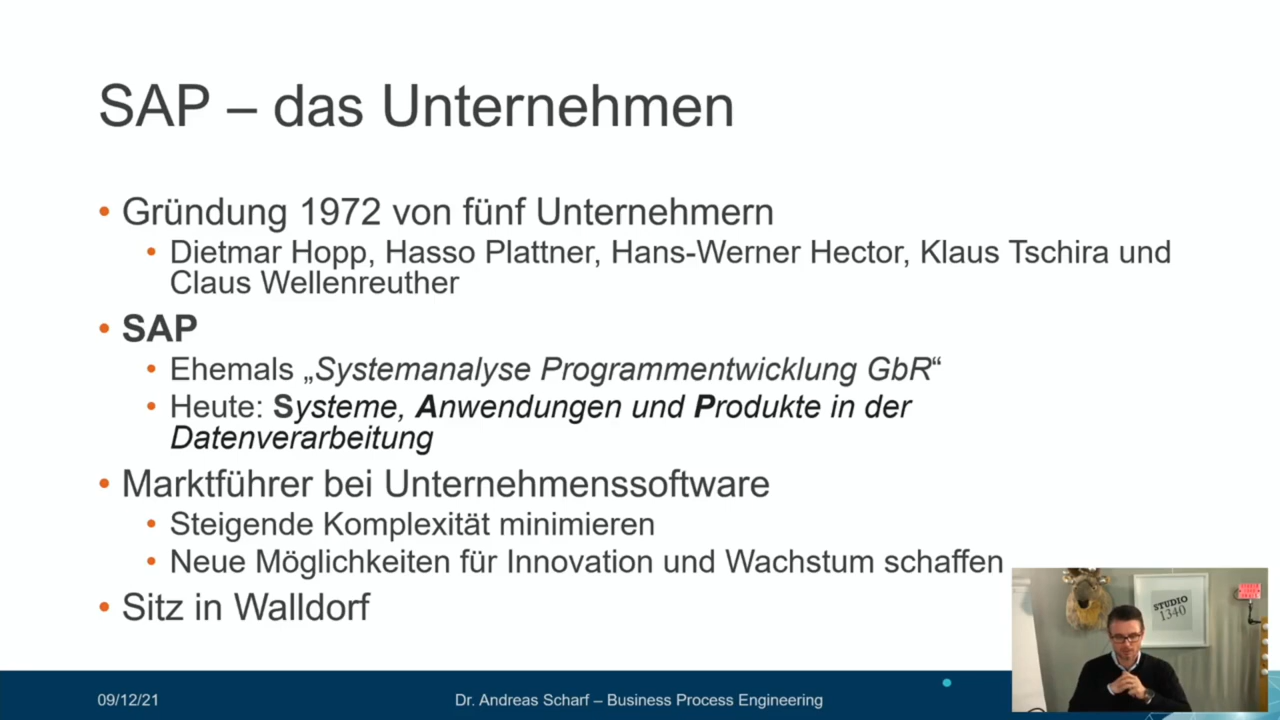 SAP – das Unternehmen
• Gründung 1972 von fünf Unternehmern
• Dietmar Hopp, Hasso Plattner, Hans-Werner Hector, Klaus Tschira und
Claus Wellenreuther
• SAP
• Ehemals „Systemanalyse Programmentwicklung GbR“
• Heute: Systeme, Anwendungen und Produkte in der
Datenverarbeitung
• Marktführer bei Unternehmenssoftware
• Steigende Komplexität minimieren
• Neue Möglichkeiten für Innovation und Wachstum schaffen
• Sitz in Walldorf
STUDIO
1340
09/12/21
Dr. Andreas Scharf – Business Process Engineering